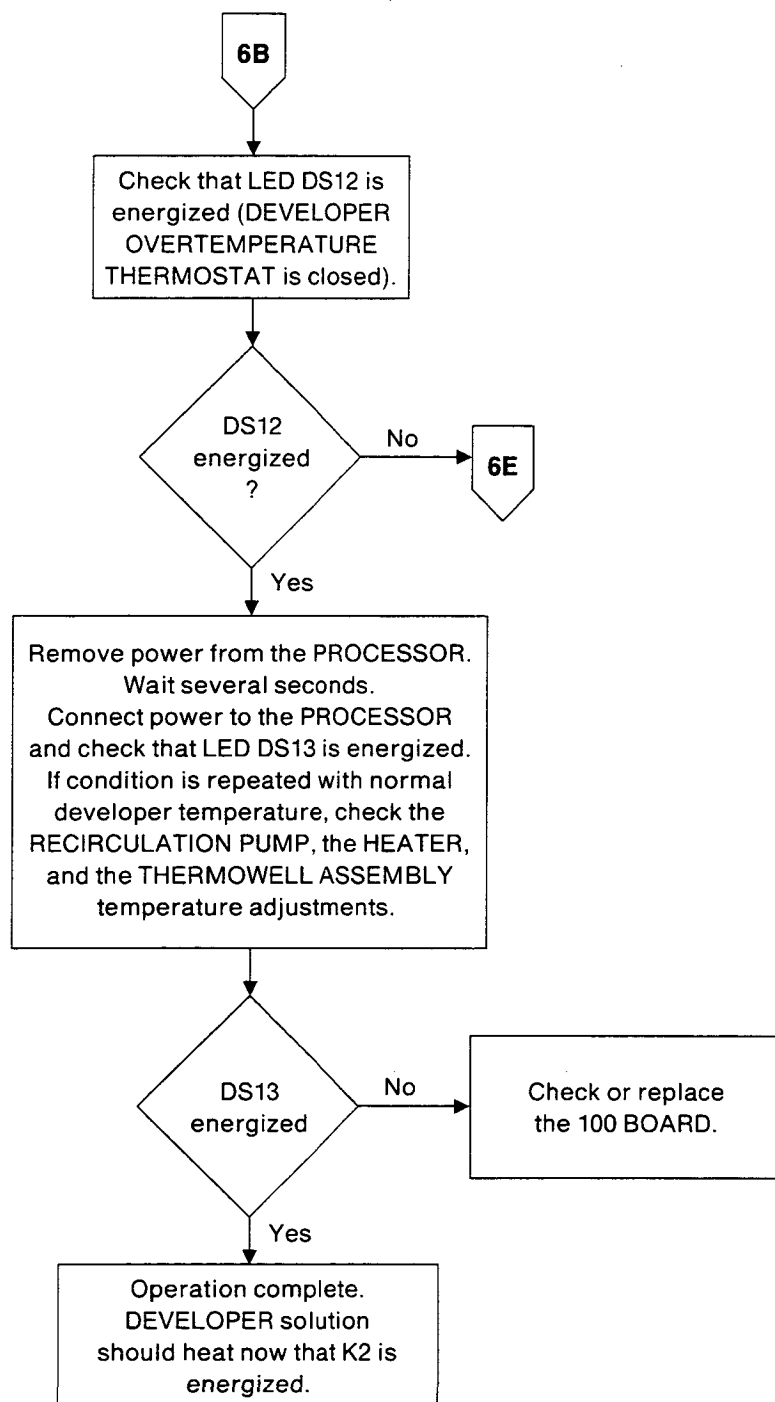 6B
Check that LED DS12 is
energized (DEVELOPER
OVERTEMPERATURE
THERMOSTAT is closed).
DS12
energized
?
No
6E
Yes
Remove power from the PROCESSOR.
Wait several seconds.
Connect power to the PROCESSOR
and check that LED DS13 is energized.
If condition is repeated with normal
developer temperature, check the
RECIRCULATION PUMP, the HEATER,
and the THERMOWELL ASSEMBLY
temperature adjustments.
DS13
energized
No
Check or replace
the 100 BOARD.
Yes
Operation complete.
DEVELOPER solution
should heat now that K2 is
energized.